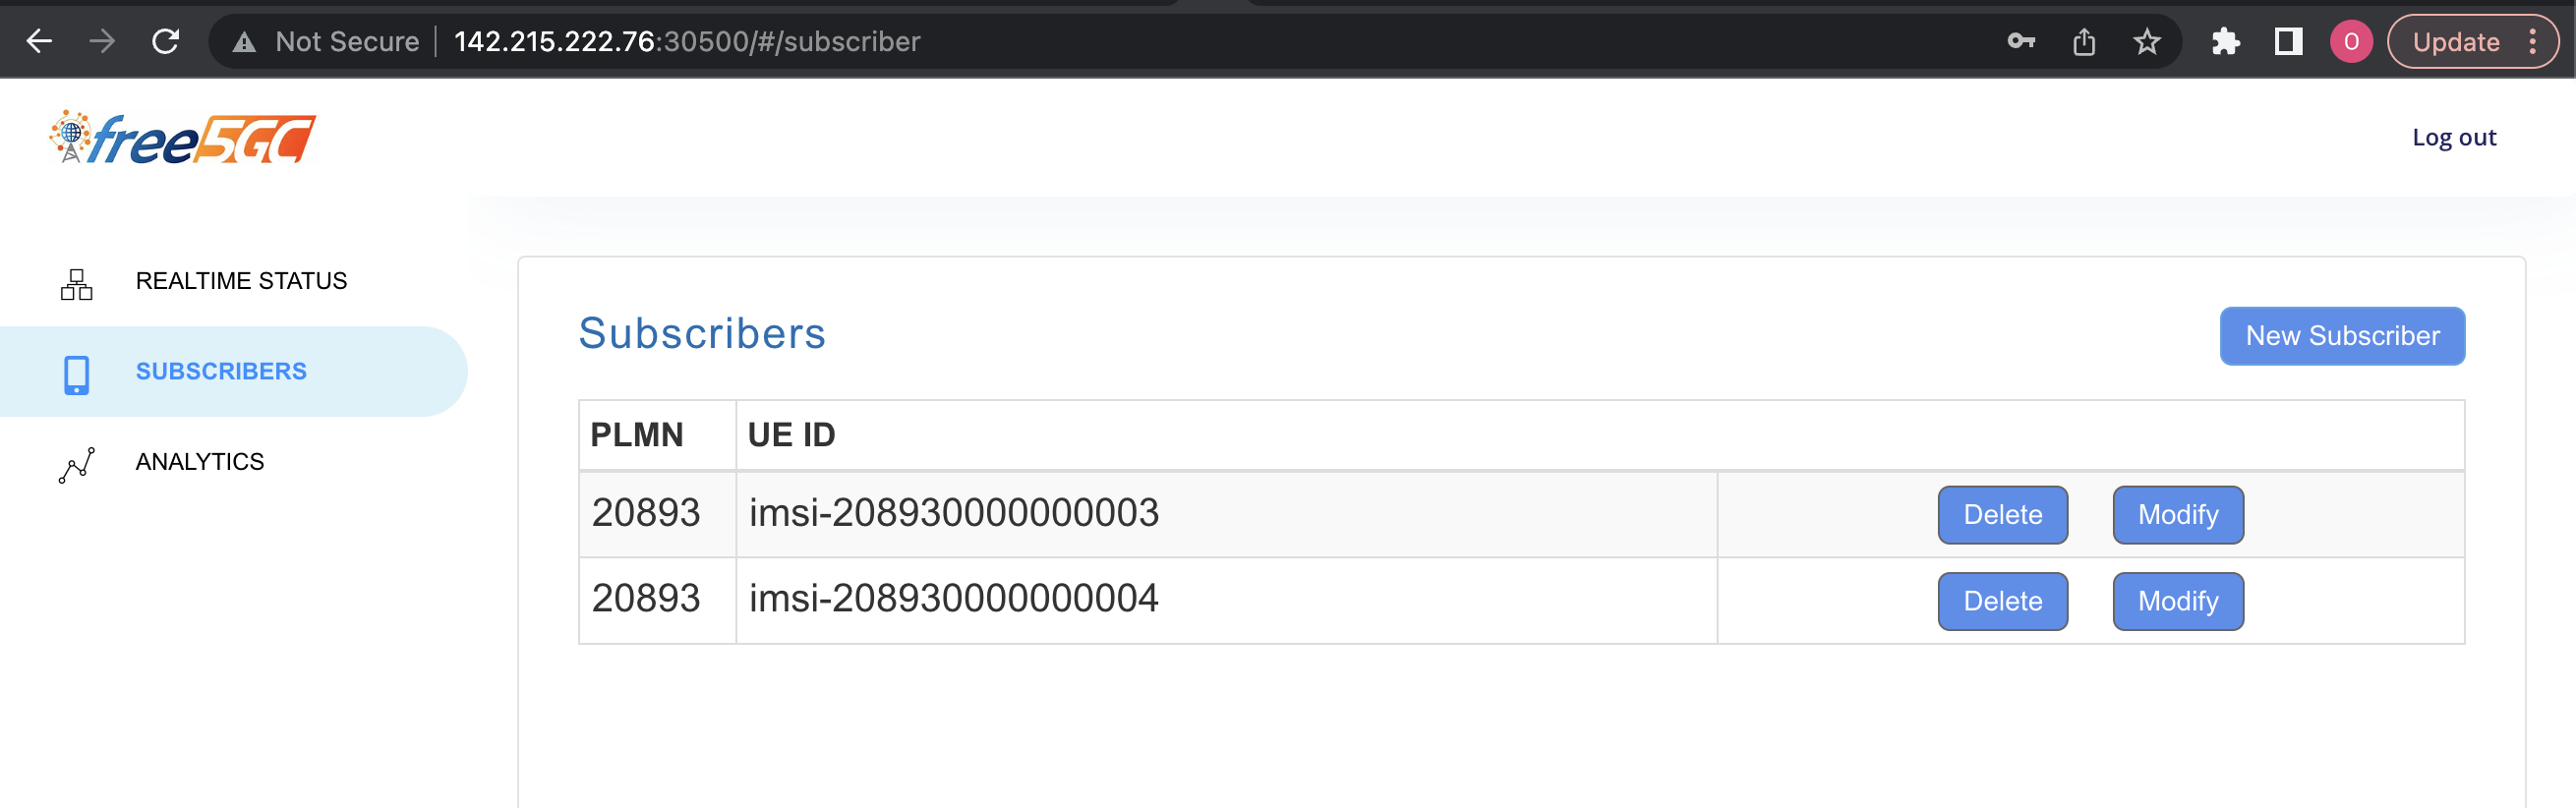 Not Secure 142.215.222.76:30500/#/subscriber O Update
free5GC
Log out
REALTIME STATUS
SUBSCRIBERS
ANALYTICS
Subscribers
New Subscriber
PLMN UE ID
20893 imsi-208930000000003 Delete Modify
20893 imsi-208930000000004 Delete Modify